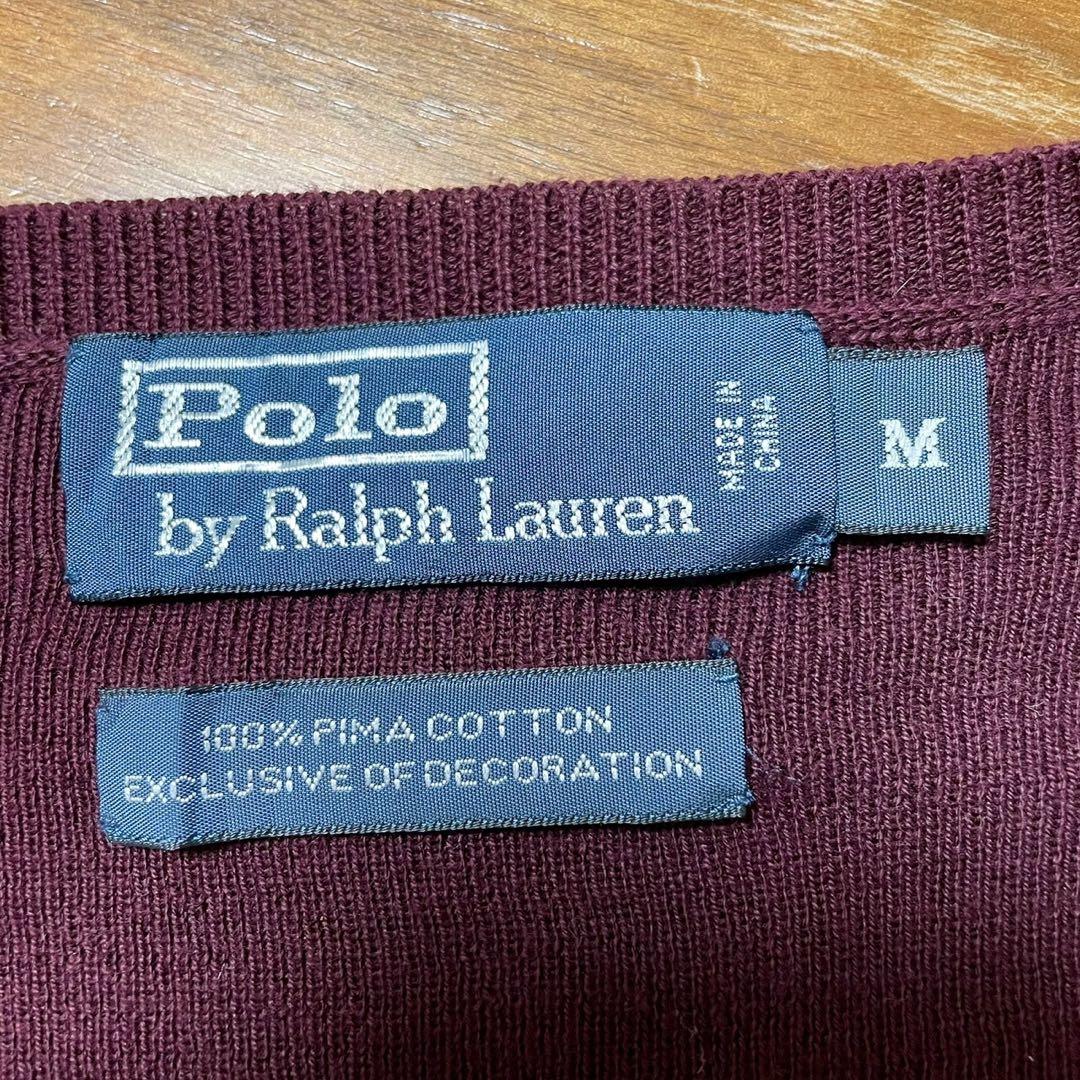 Polo
by Ralph Lauren
MADE IN
CHINA
M
100% PIMA COTTON
EXCLUSIVE OF DECORATION